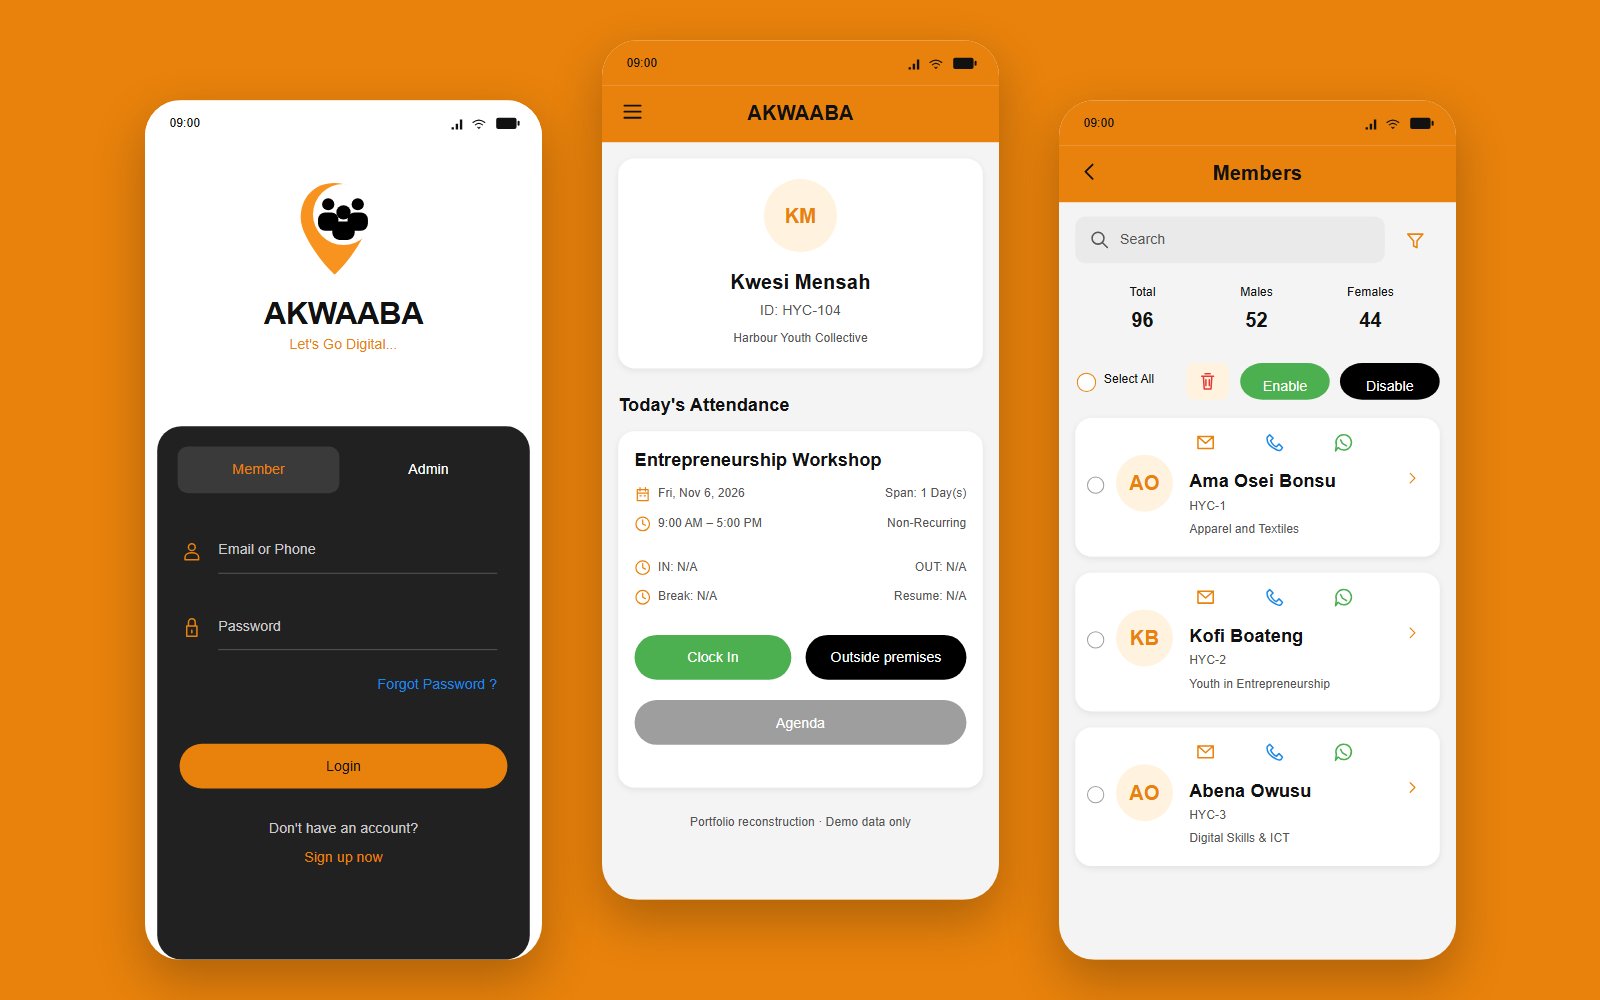 09:00
AKWAABA
Let's Go Digital...
Member
Admin
Email or Phone
Password
Forgot Password ?
Login
Don't have an account?
Sign up now
09:00
AKWAABA
KM
Kwesi Mensah
ID: HYC-104
Harbour Youth Collective
Today's Attendance
Entrepreneurship Workshop
Fri, Nov 6, 2026
Span: 1 Day(s)
9:00 AM – 5:00 PM
Non-Recurring
IN: N/A
OUT: N/A
Break: N/A
Resume: N/A
Clock In
Outside premises
Agenda
Portfolio reconstruction · Demo data only
09:00
Members
Search
Total
Males
Females
96
52
44
Select All
Enable
Disable
AO
Ama Osei Bonsu
HYC-1
Apparel and Textiles
KB
Kofi Boateng
HYC-2
Youth in Entrepreneurship
AO
Abena Owusu
HYC-3
Digital Skills & ICT